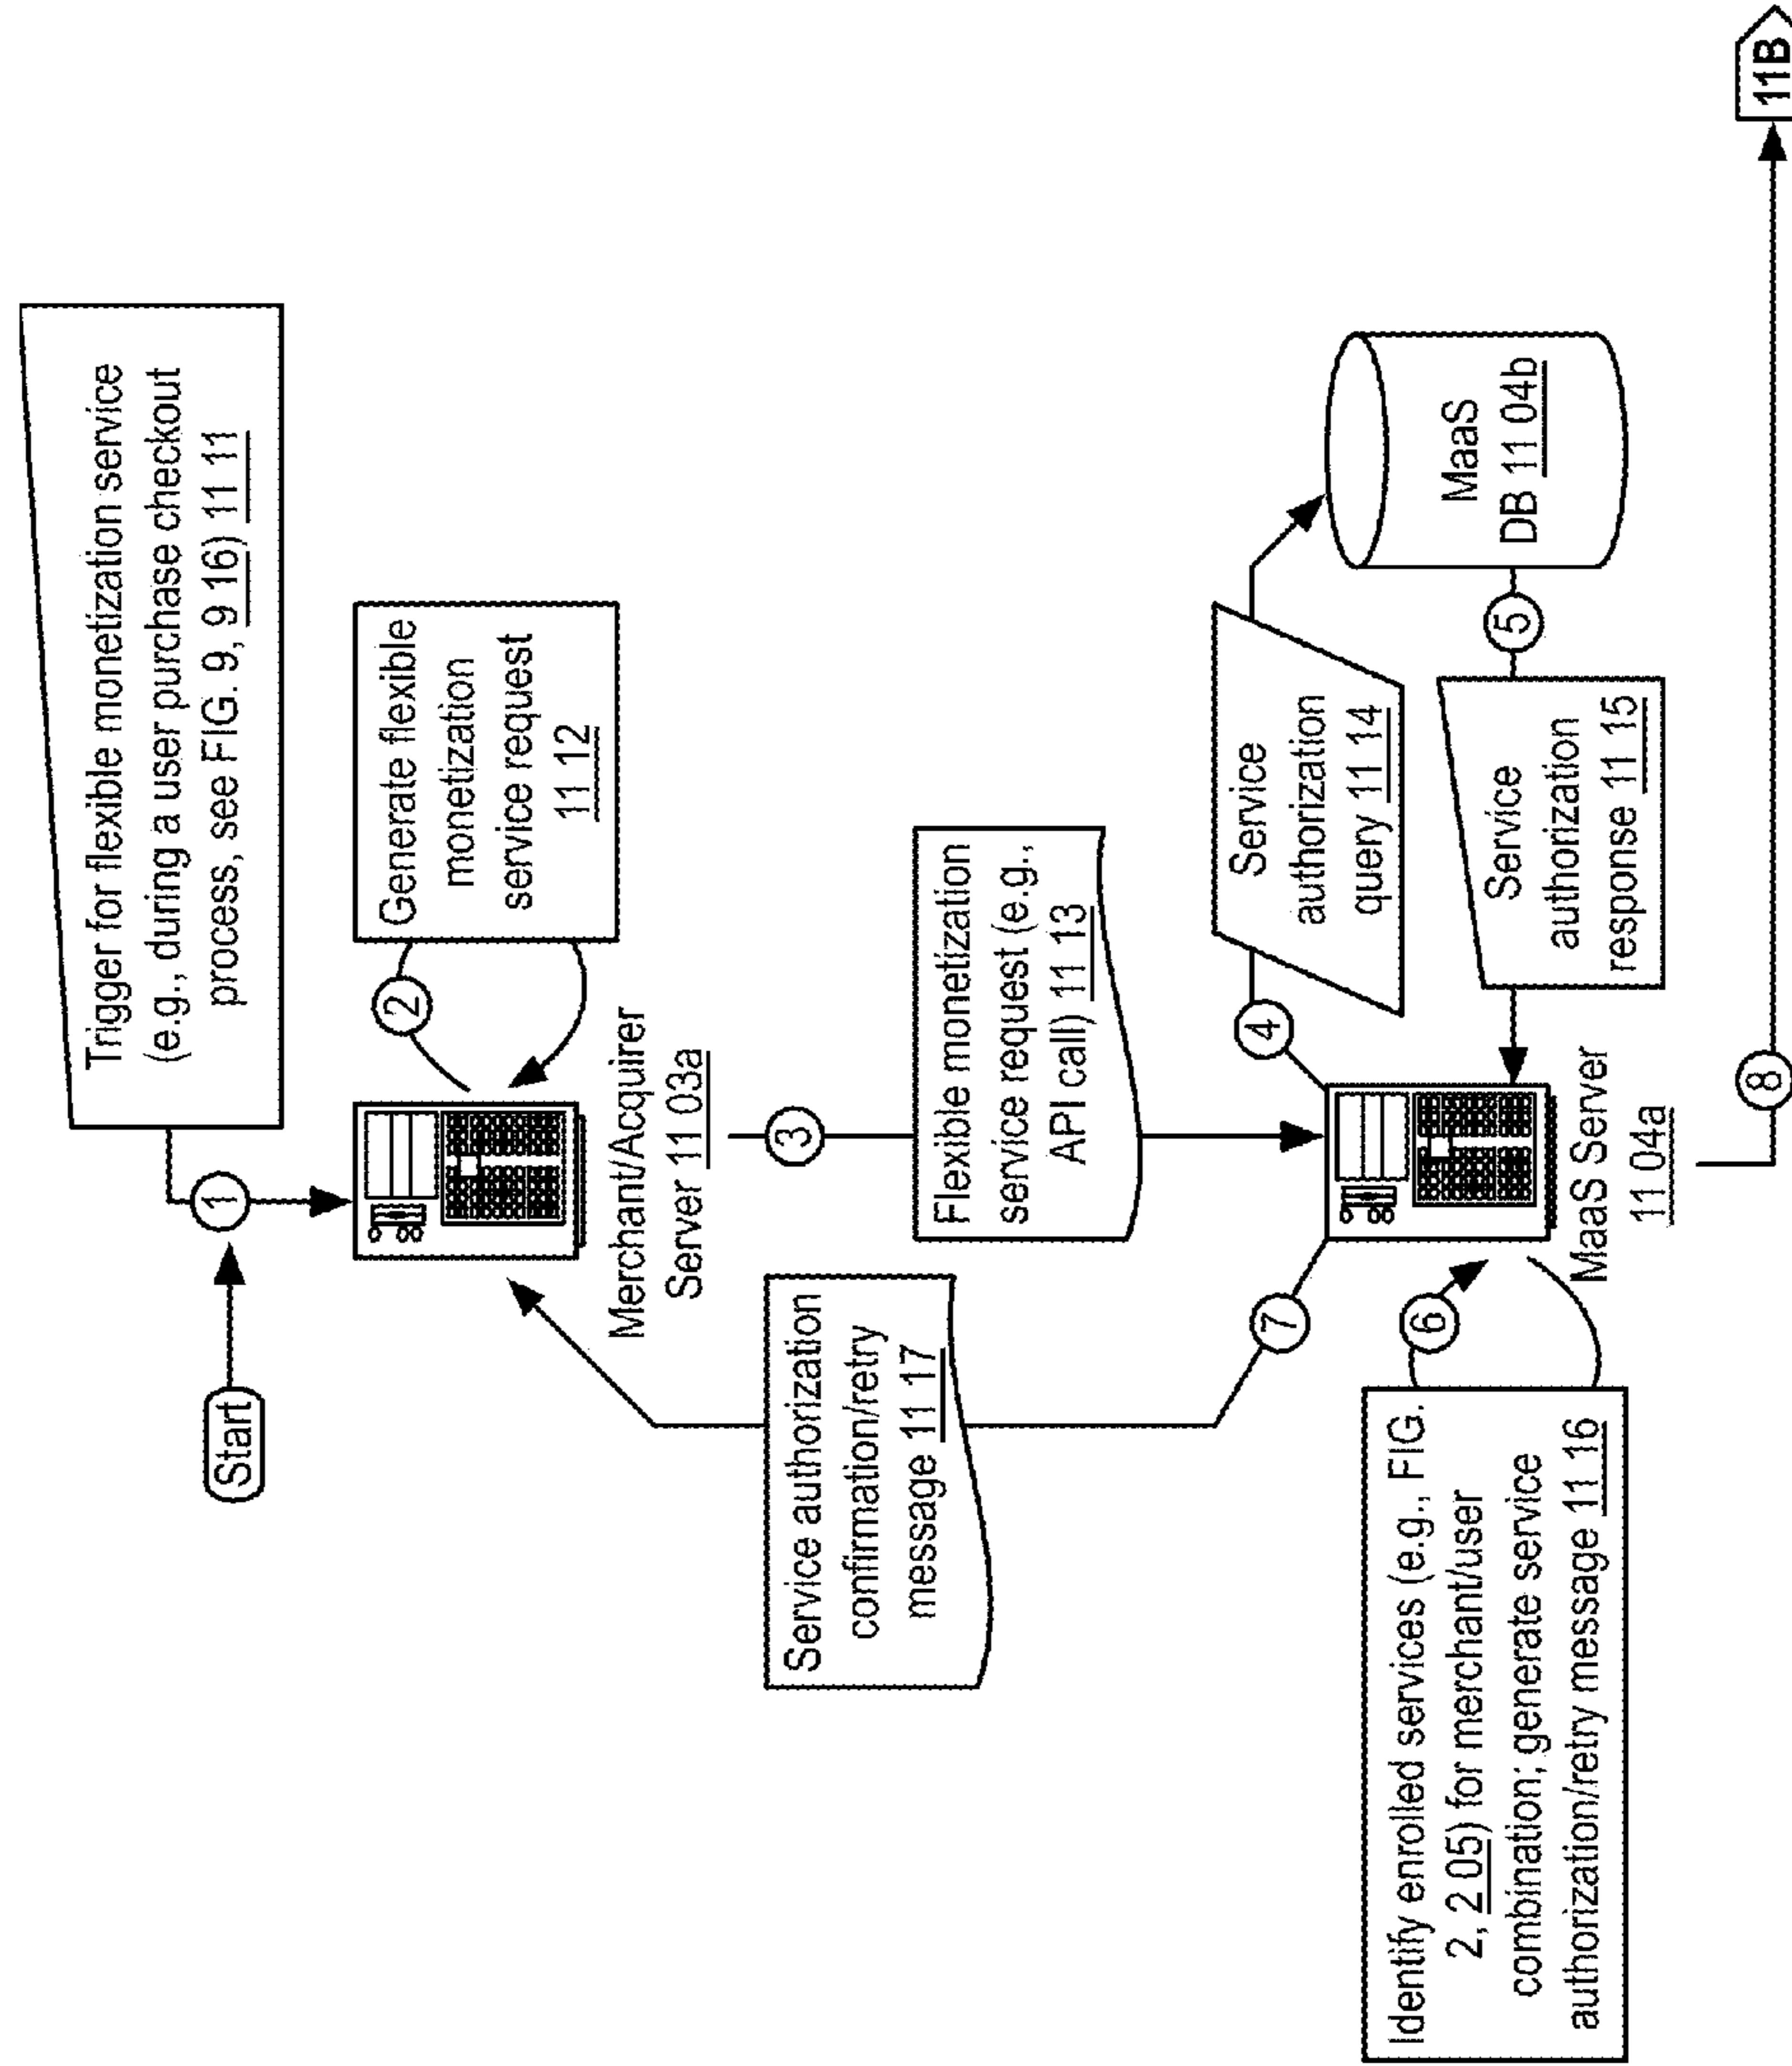 Start
1
Trigger for flexible monetization service
(e.g., during a user purchase checkout
process, see FIG. 9, 9 16) 11 11
2
Generate flexible
monetization
service request
11 12
Merchant/Acquirer
Server 11 03a
3
Flexible monetization
service request (e.g.,
API call) 11 13
Service authorization
confirmation/retry
message 11 17
4
Service
authorization
query 11 14
MaaS
DB 11 04b
5
Service
authorization
response 11 15
7
6
MaaS Server
11 04a
Identify enrolled services (e.g., FIG.
2, 2 05) for merchant/user
combination; generate service
authorization/retry message 11 16
8
11B